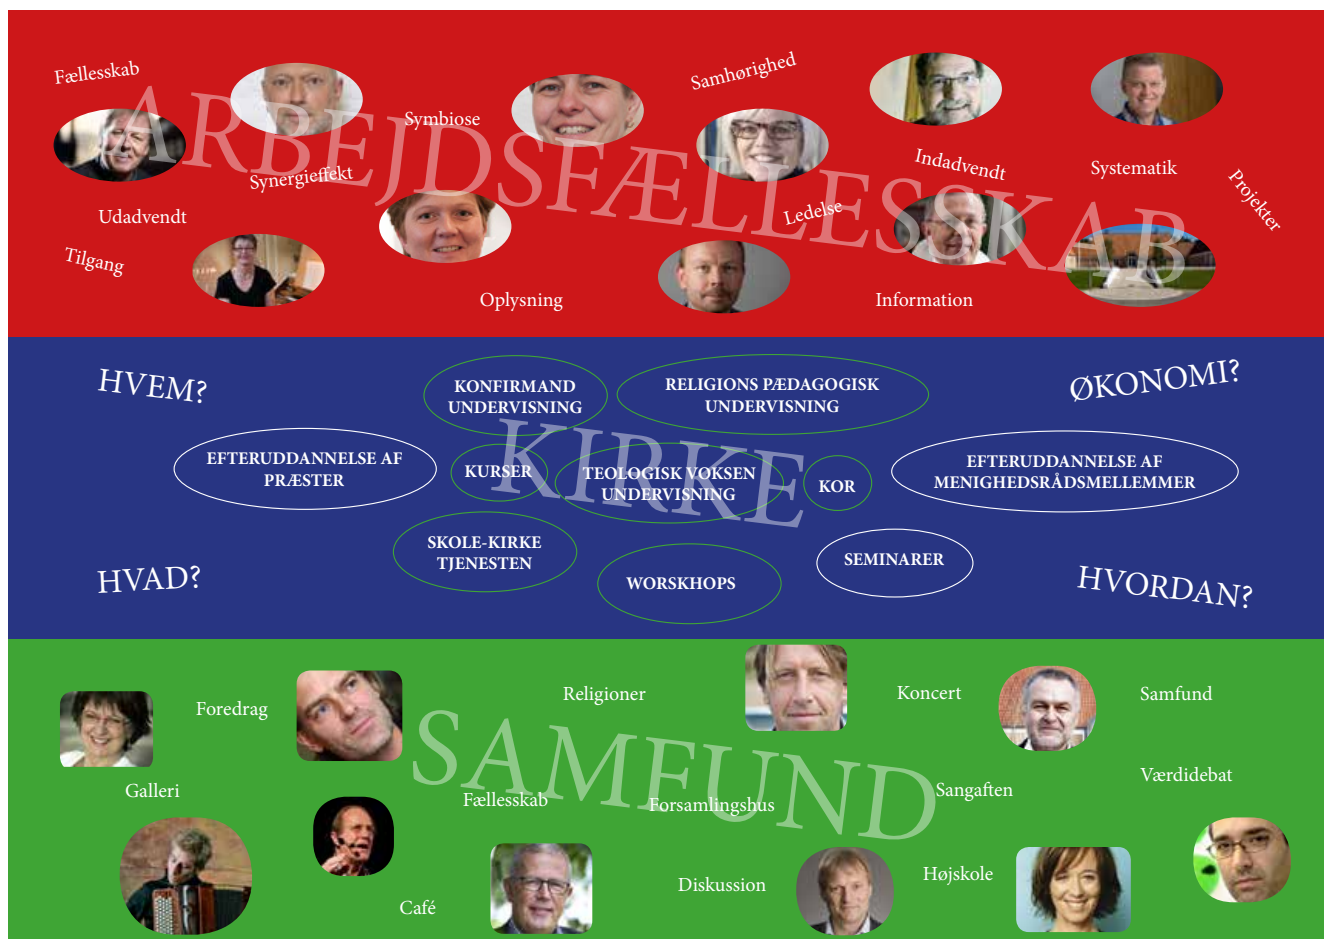 Fællesskab
Samhørighed
Symbiose
ARBEJDSFÆLLESSKAB
Indadvendt
Systematik
Synergieffekt
Projekter
Udadvendt
Ledelse
Tilgang
Oplysning
Information
HVEM?
ØKONOMI?
KONFIRMAND
UNDERVISNING
RELIGIONS PÆDAGOGISK
UNDERVISNING
KIRKE
EFTERUDDANNELSE AF
PRÆSTER
KURSER
TEOLOGISK VOKSEN
UNDERVISNING
KOR
EFTERUDDANNELSE AF
MENIGHEDSRÅDSMELLEMMER
SKOLE-KIRKE
TJENESTEN
WORSKHOPS
SEMINARER
HVAD?
HVORDAN?
Religioner
Koncert
Samfund
Foredrag
SAMFUND
Værdidebat
Galleri
Fællesskab
Forsamlingshus
Sangaften
Diskussion
Højskole
Café